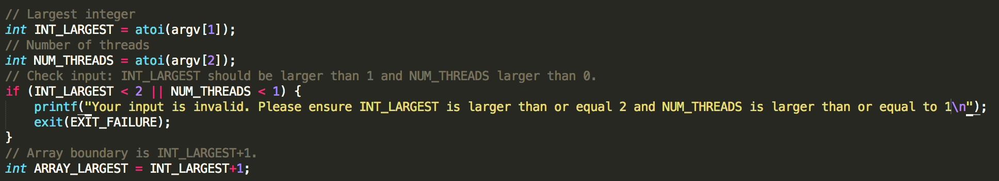 // Largest integer
int INT_LARGEST = atoi(argv[1]);
// Number of threads
int NUM_THREADS = atoi(argv[2]);
// Check input: INT_LARGEST should be larger than 1 and NUM_THREADS larger than 0.
if (INT_LARGEST < 2 || NUM_THREADS < 1) {
    printf("Your input is invalid. Please ensure INT_LARGEST is larger than or equal 2 and NUM_THREADS is larger than or equal to 1\n");
    exit(EXIT_FAILURE);
}
// Array boundary is INT_LARGEST+1.
int ARRAY_LARGEST = INT_LARGEST+1;